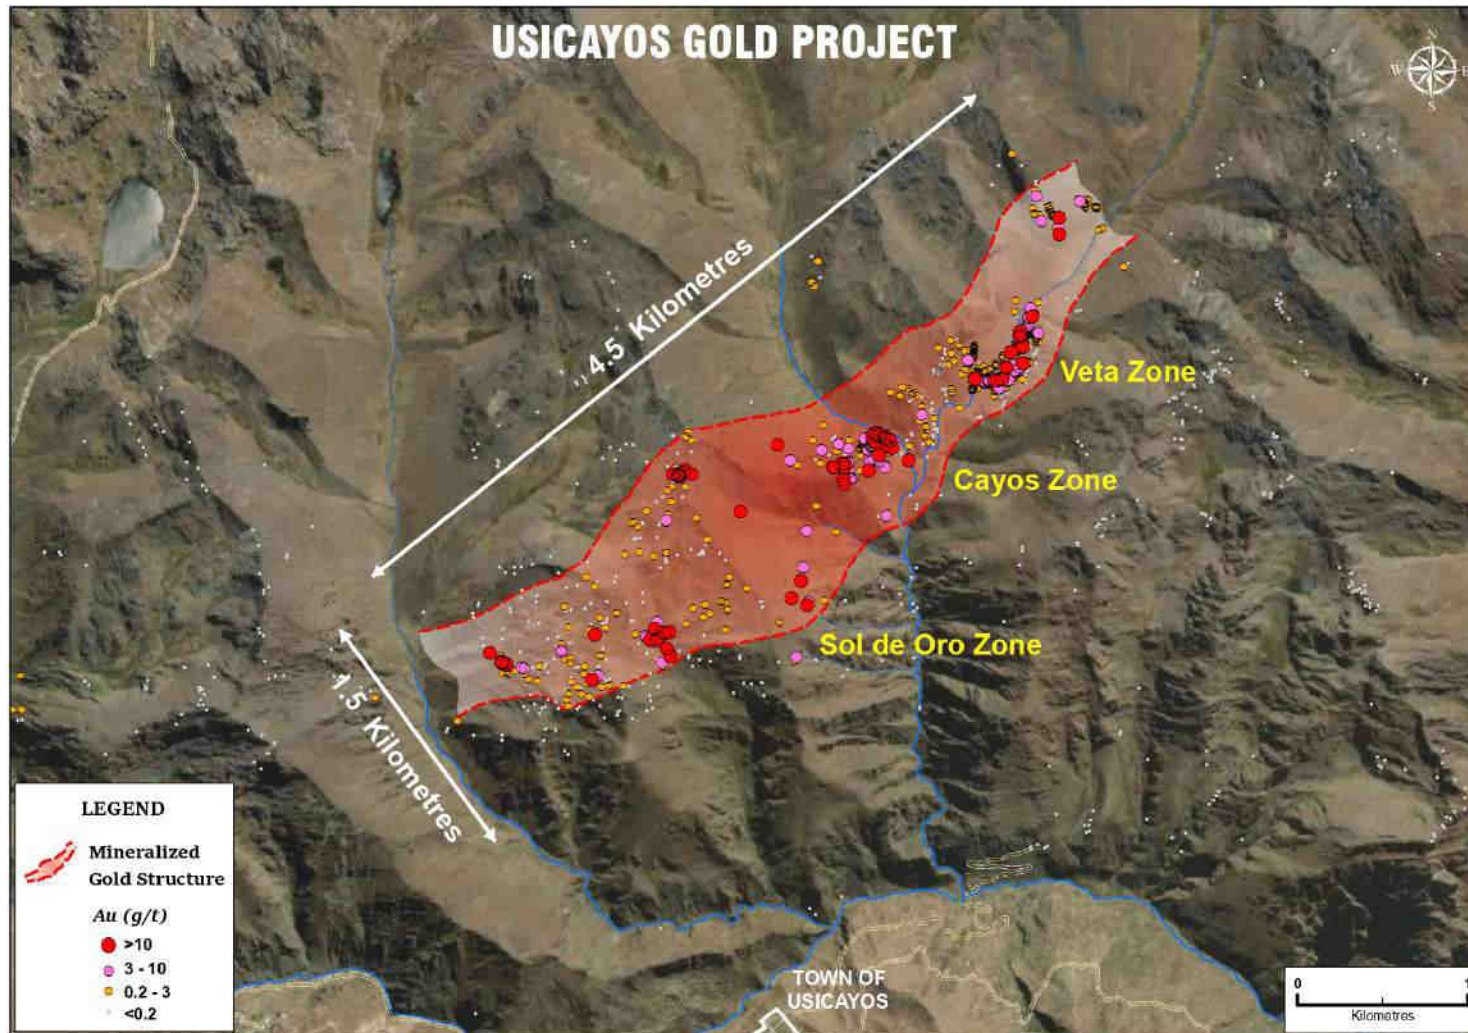 USICAYOS GOLD PROJECT
N
W
E
S
4.5 Kilometres
Veta Zone
Cayos Zone
Sol de Oro Zone
1.5 Kilometres
LEGEND
Mineralized
Gold Structure
Au (g/t)
>10
3 - 10
0.2 - 3
<0.2
TOWN OF
USICAYOS
0 1
Kilometres